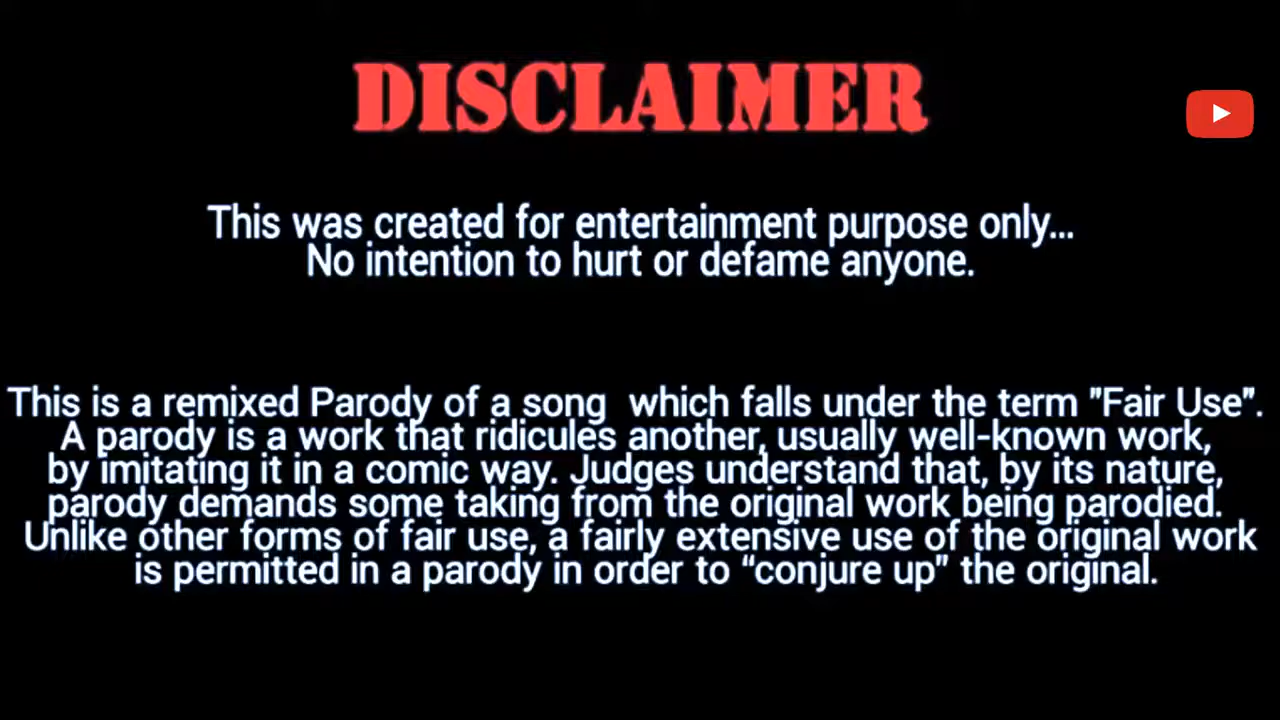 DISCLAIMER
This was created for entertainment purpose only...
No intention to hurt or defame anyone.
This is a remixed Parody of a song which falls under the term "Fair Use".
A parody is a work that ridicules another, usually well-known work,
by imitating it in a comic way. Judges understand that, by its nature,
parody demands some taking from the original work being parodied.
Unlike other forms of fair use, a fairly extensive use of the original work
is permitted in a parody in order to “conjure up” the original.